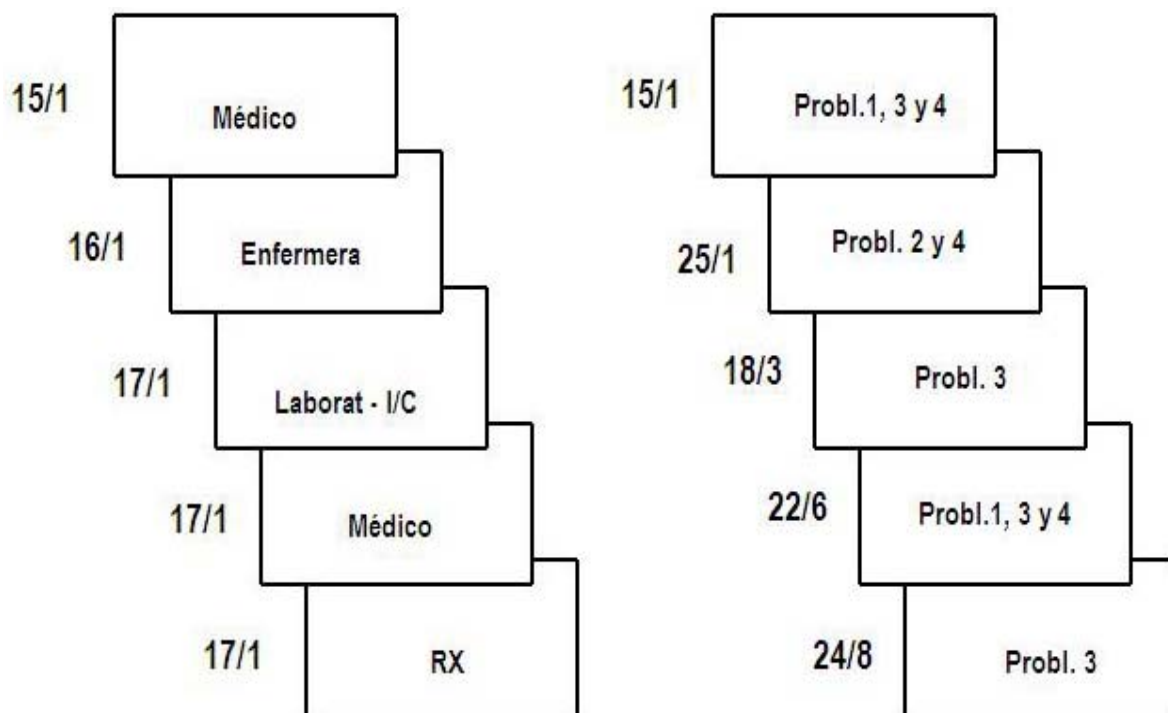 15/1
Médico
16/1
Enfermera
17/1
Laborat - I/C
17/1
Médico
17/1
RX
15/1
Probl.1, 3 y 4
25/1
Probl. 2 y 4
18/3
Probl. 3
22/6
Probl.1, 3 y 4
24/8
Probl. 3